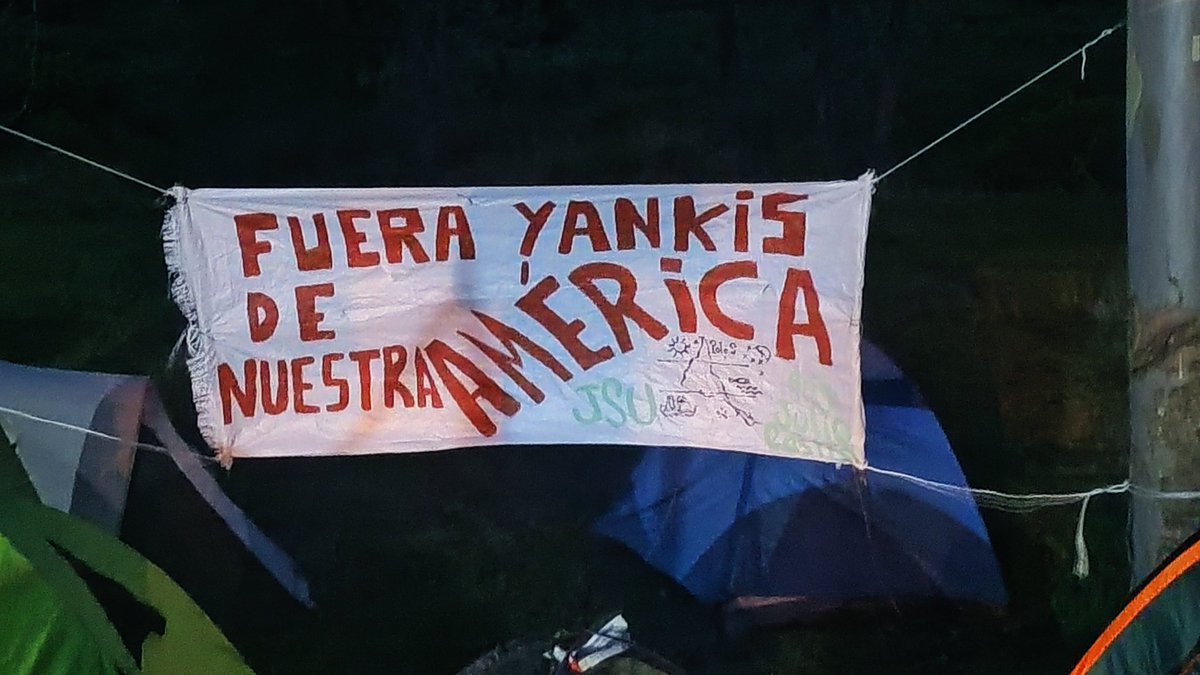 FUERA YANKIS
DE
NUESTRA AMÉRICA
JSU